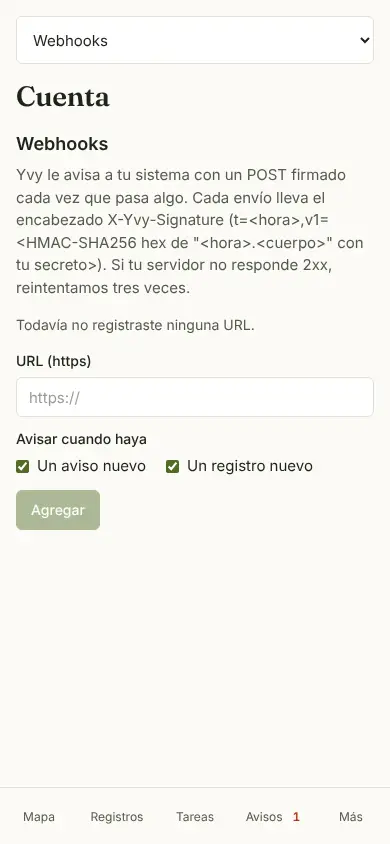 Webhooks
Cuenta
Webhooks
Yvy le avisa a tu sistema con un POST firmado
cada vez que pasa algo. Cada envío lleva el
encabezado X-Yvy-Signature (t=<hora>,v1=
<HMAC-SHA256 hex de "<hora>.<cuerpo>" con
tu secreto>). Si tu servidor no responde 2xx,
reintentamos tres veces.
Todavía no registraste ninguna URL.
URL (https)
https://
Avisar cuando haya
Un aviso nuevo Un registro nuevo
Agregar
Mapa Registros Tareas Avisos 1 Más